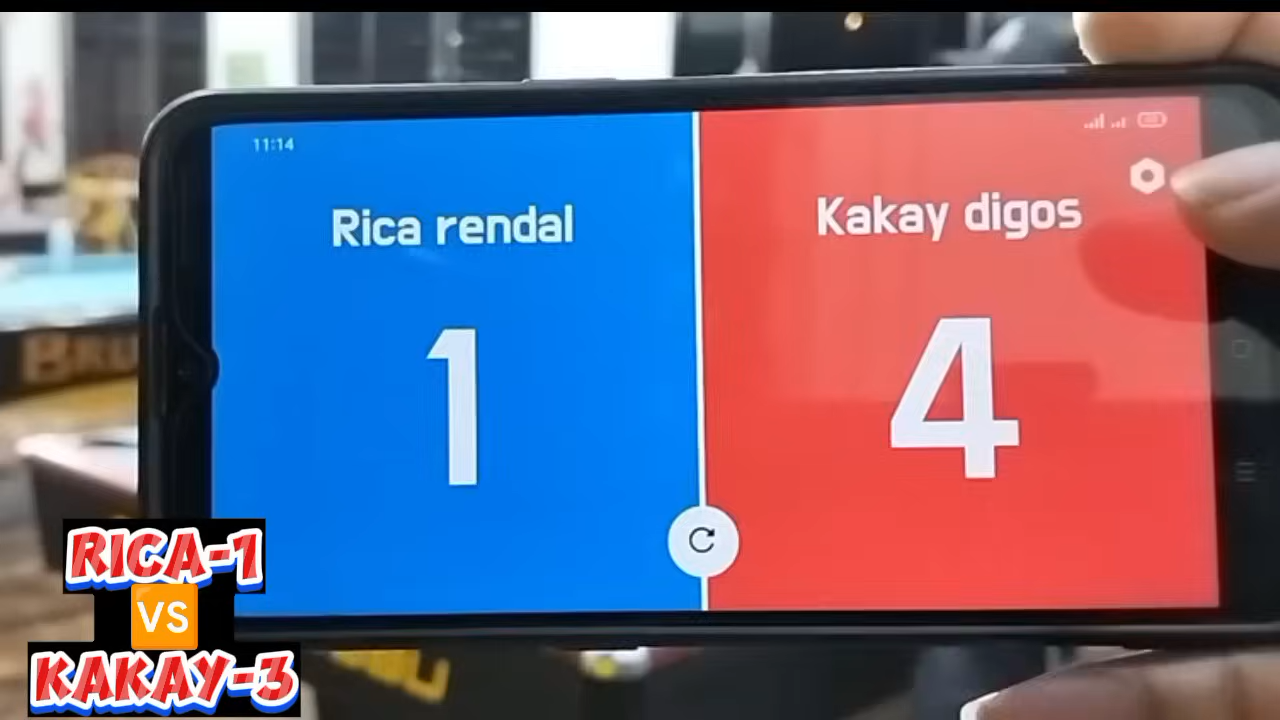 11:14
Rica rendal
Kakay digos
1
4
RICA-1
VS
KAKAY-3